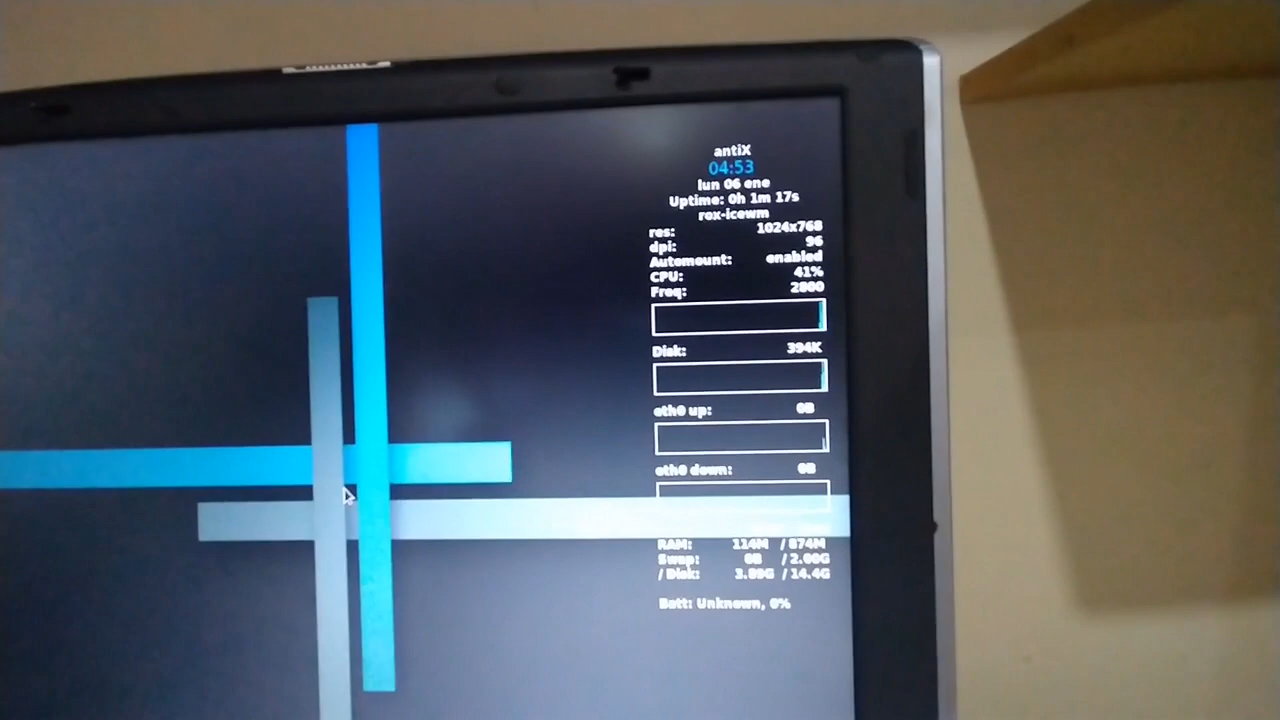 antiX
04:53
lun 06 ene
Uptime: 0h 1m 17s
rox-icewm
res: 1024x768
dpi: 96
Automount: enabled
CPU: 41%
Freq: 2800
Disk: 394K
eth0 up: 0B
eth0 down: 0B
RAM: 114M / 874M
Swap: 0B / 2.00G
/ Disk: 3.89G / 14.4G
Batt: Unknown, 0%